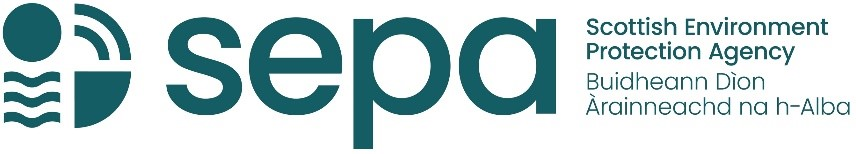 sepa
Scottish Environment
Protection Agency
Buidheann Dìon
Àrainneachd na h-Alba